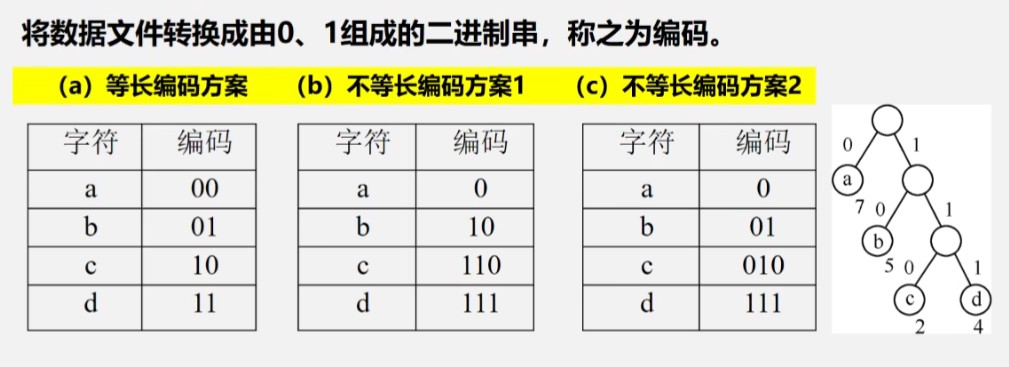 将数据文件转换成由0、1组成的二进制串，称之为编码。
（a）等长编码方案 （b）不等长编码方案1 （c）不等长编码方案2
字符 编码
a 00
b 01
c 10
d 11
字符 编码
a 0
b 10
c 110
d 111
字符 编码
a 0
b 01
c 010
d 111
0 1
a
7 0 1
b
5 0 1
c d
2 4